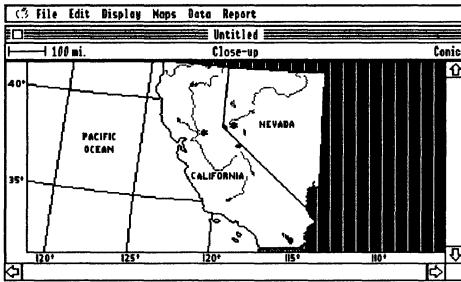 File Edit Display Maps Data Report
Untitled
100 mi. Close-up Conic
40°
PACIFIC OCEAN
NEVADA
CALIFORNIA
35°
120° 125° 120° 115° 110°